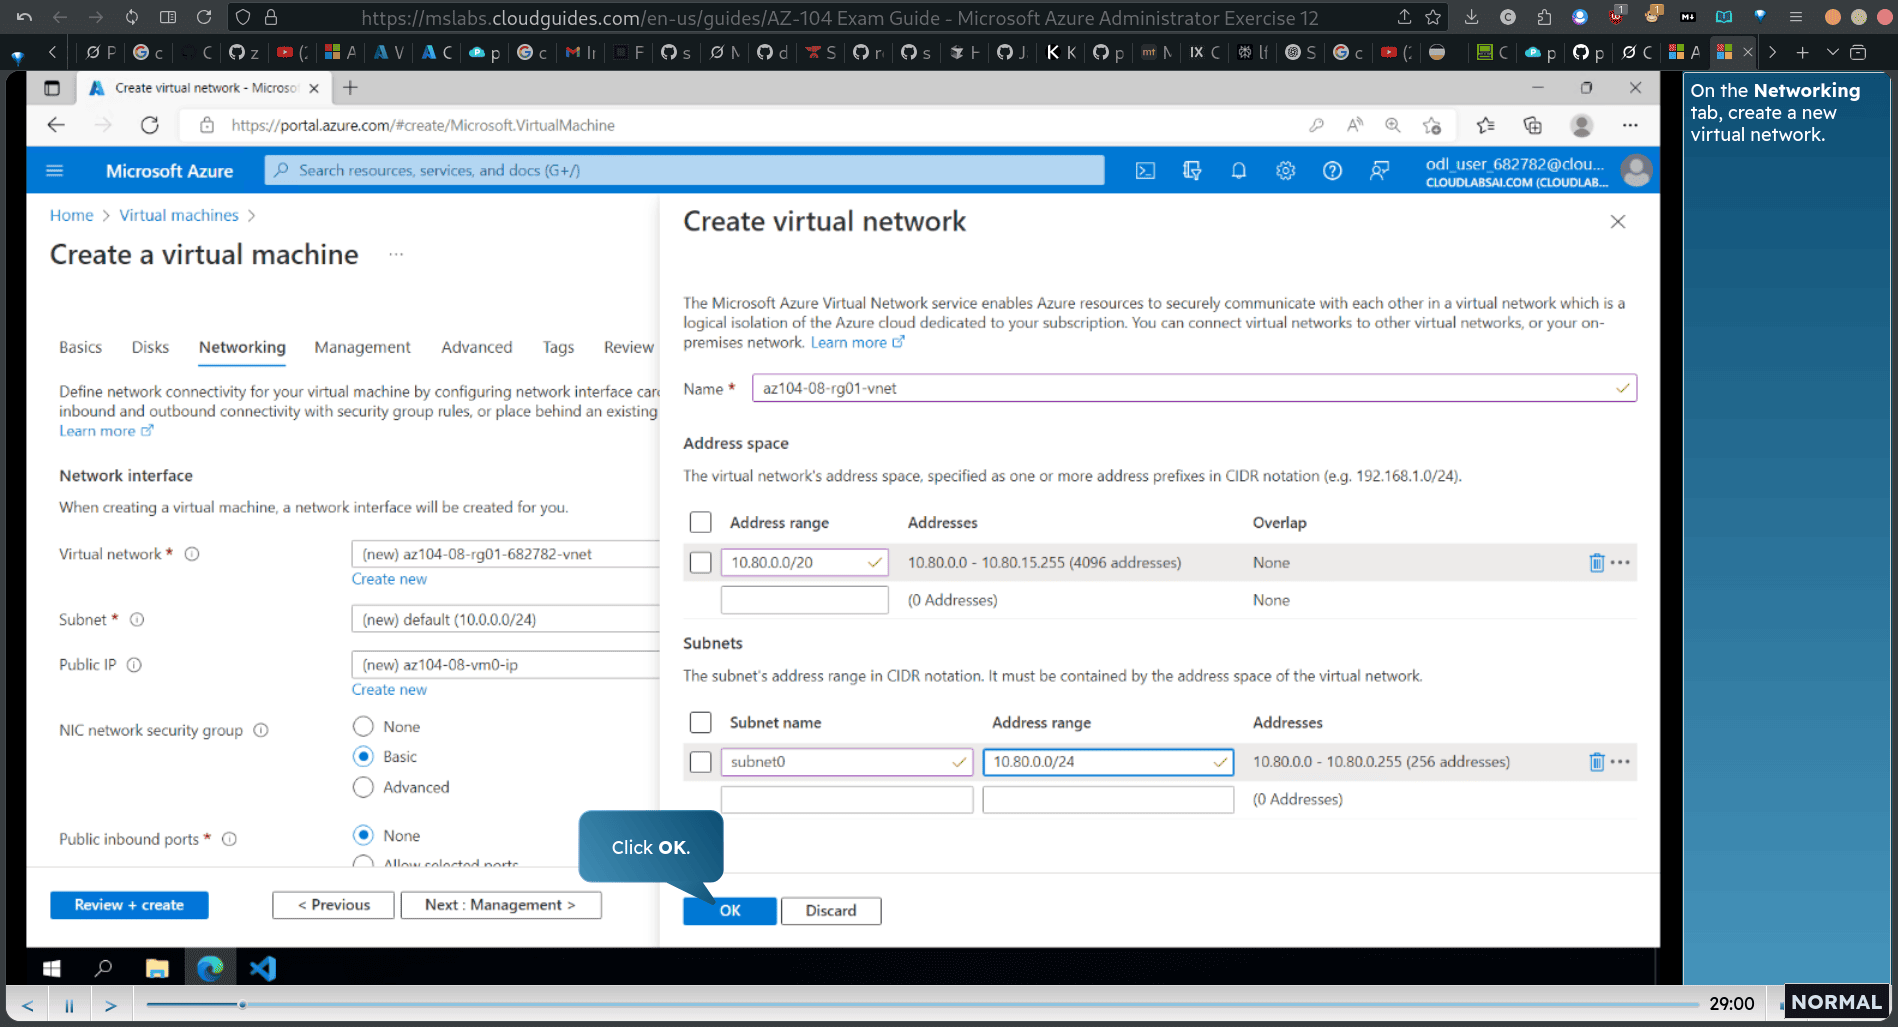 https://mslabs.cloudguides.com/en-us/guides/AZ-104 Exam Guide - Microsoft Azure Administrator Exercise 12
Create virtual network - Microso
https://portal.azure.com/#create/Microsoft.VirtualMachine
Microsoft Azure
Search resources, services, and docs (G+/)
odl_user_682782@clou...
CLOUDLABSAI.COM (CLOUDLAB...
Home > Virtual machines >
Create a virtual machine ...
Basics Disks Networking Management Advanced Tags Review
Define network connectivity for your virtual machine by configuring network interface car
inbound and outbound connectivity with security group rules, or place behind an existing
Learn more
Network interface
When creating a virtual machine, a network interface will be created for you.
Virtual network *
(new) az104-08-rg01-682782-vnet
Create new
Subnet *
(new) default (10.0.0.0/24)
Public IP
(new) az104-08-vm0-ip
Create new
NIC network security group
None
Basic
Advanced
Public inbound ports *
None
Allow selected ports
Review + create
< Previous
Next : Management >
Create virtual network
The Microsoft Azure Virtual Network service enables Azure resources to securely communicate with each other in a virtual network which is a
logical isolation of the Azure cloud dedicated to your subscription. You can connect virtual networks to other virtual networks, or your on-
premises network. Learn more
Name *
az104-08-rg01-vnet
Address space
The virtual network's address space, specified as one or more address prefixes in CIDR notation (e.g. 192.168.1.0/24).
Address range Addresses Overlap
10.80.0.0/20 10.80.0.0 - 10.80.15.255 (4096 addresses) None
(0 Addresses) None
Subnets
The subnet's address range in CIDR notation. It must be contained by the address space of the virtual network.
Subnet name Address range Addresses
subnet0 10.80.0.0/24 10.80.0.0 - 10.80.0.255 (256 addresses)
(0 Addresses)
Click OK.
OK
Discard
On the Networking
tab, create a new
virtual network.
29:00
NORMAL